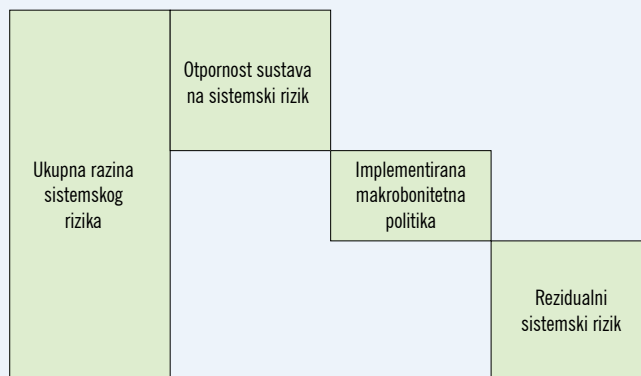 Ukupna razina
sistemskog
rizika
Otpornost sustava
na sistemski rizik
Implementirana
makrobonitetna
politika
Rezidualni
sistemski rizik